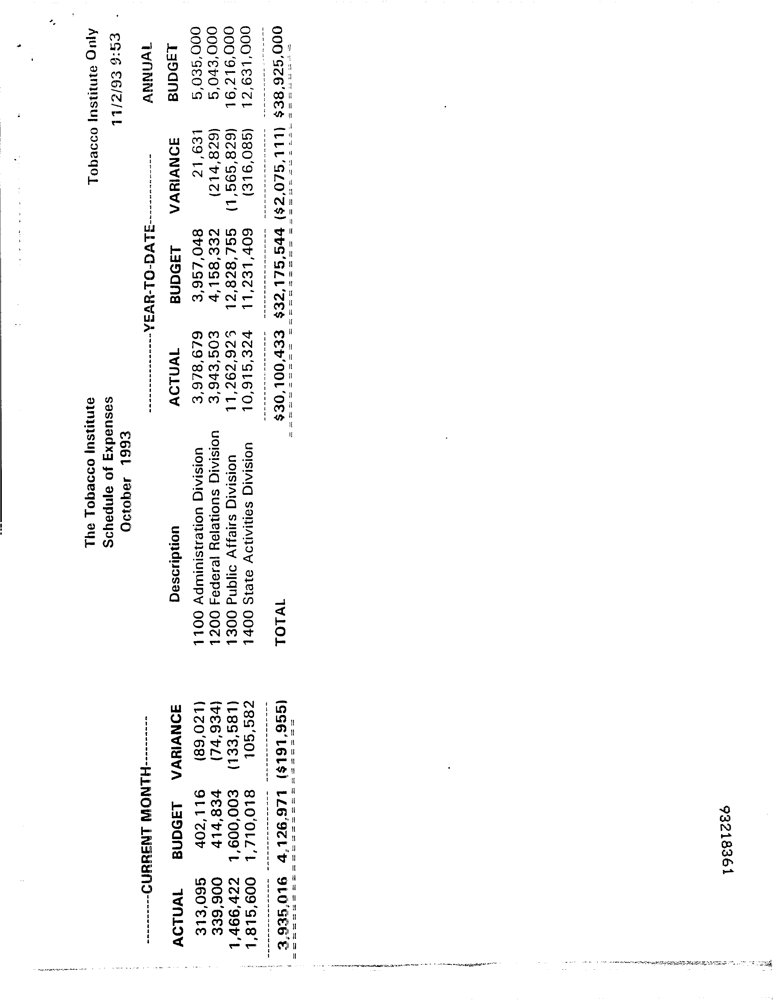 The Tobacco Institute Tobacco Institute Only
Schedule of Expenses 11/2/93 9:53
October 1993
----------CURRENT MONTH---------- ----------------YEAR-TO-DATE---------------- ANNUAL
ACTUAL BUDGET VARIANCE Description ACTUAL BUDGET VARIANCE BUDGET
313,095 402,116 (89,021) 1100 Administration Division 3,978,679 3,957,048 21,631 5,035,000
339,900 414,834 (74,934) 1200 Federal Relations Division 3,943,503 4,158,332 (214,829) 5,043,000
1,466,422 1,600,003 (133,581) 1300 Public Affairs Division 11,262,926 12,828,755 (1,565,829) 16,216,000
1,815,600 1,710,018 105,582 1400 State Activities Division 10,915,324 11,231,409 (316,085) 12,631,000
3,935,016 4,126,971 ($191,955) TOTAL $30,100,433 $32,175,544 ($2,075,111) $38,925,000
93218361